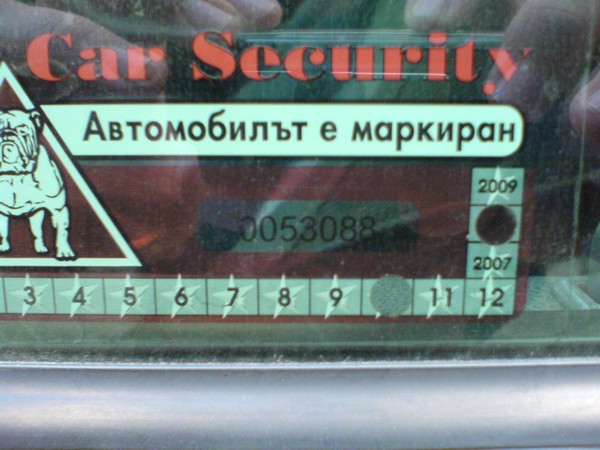 Car Security
Автомобилът е маркиран
2009
0053088
2007
3 4 5 6 7 8 9 11 12